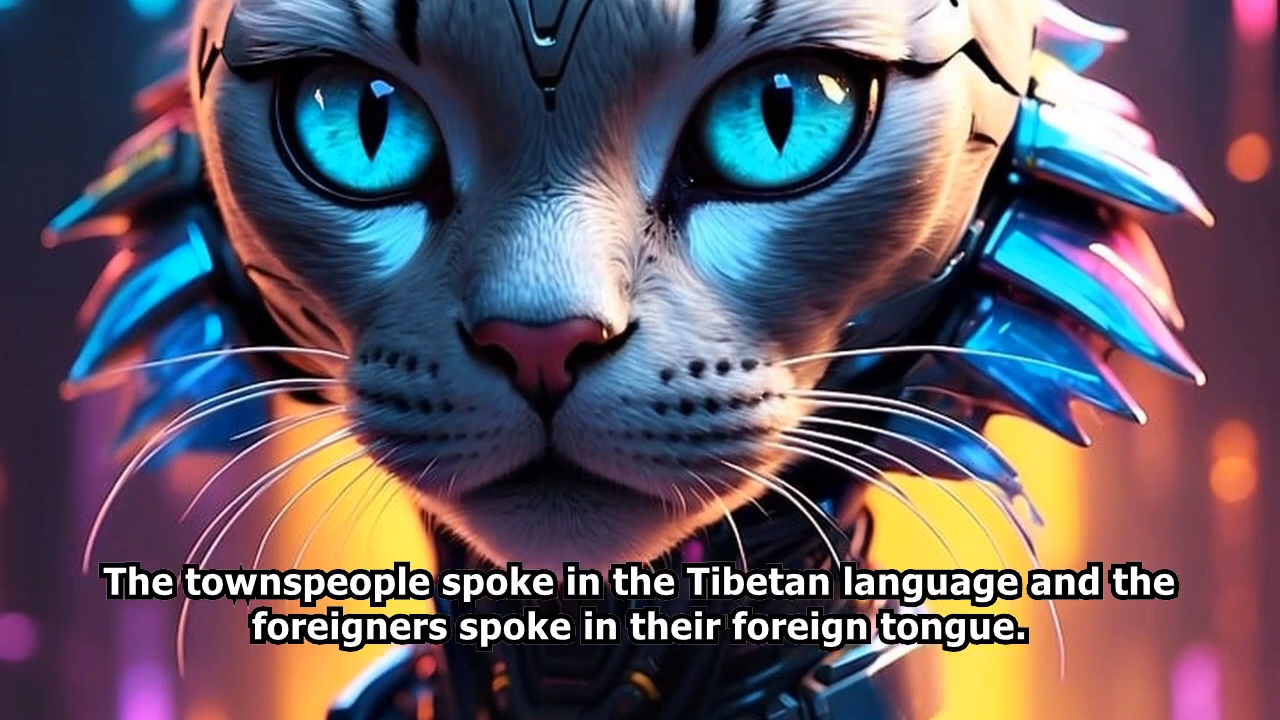 The townspeople spoke in the Tibetan language and the
foreigners spoke in their foreign tongue.